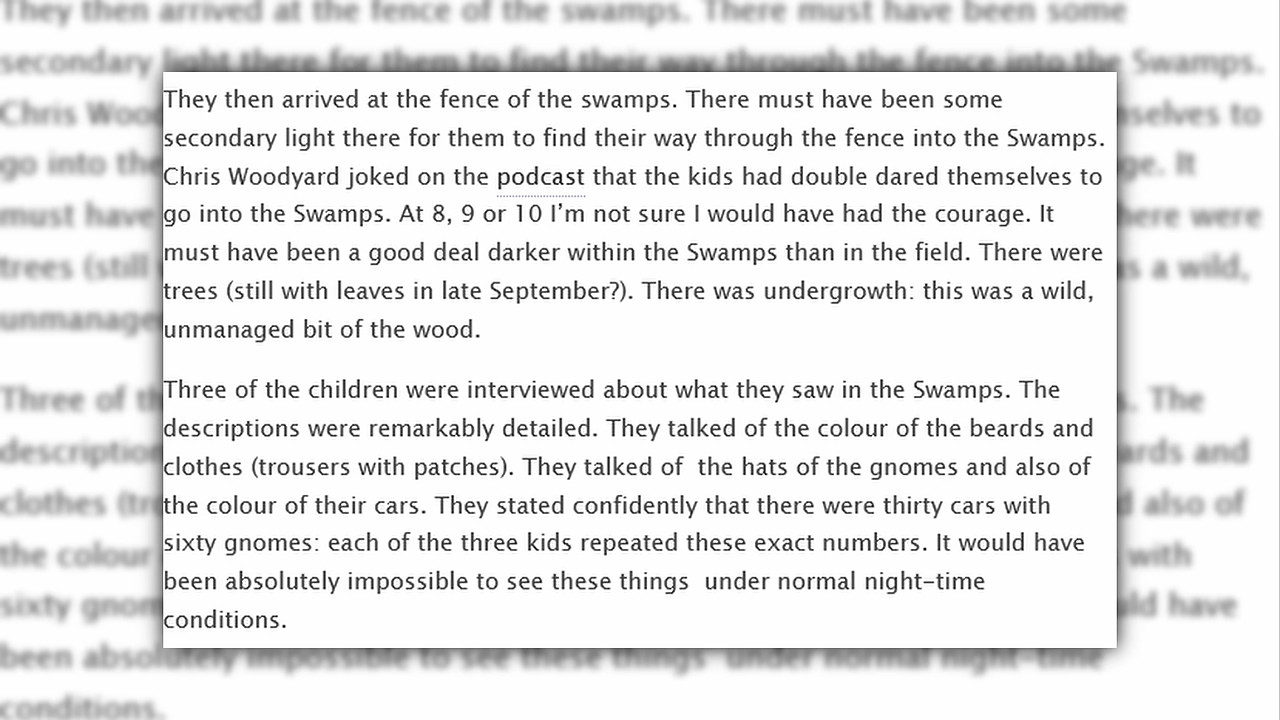 They then arrived at the fence of the swamps. There must have been some
secondary light there for them to find their way through the fence into the Swamps.
Chris Woodyard joked on the podcast that the kids had double dared themselves to
go into the Swamps. At 8, 9 or 10 I’m not sure I would have had the courage. It
must have been a good deal darker within the Swamps than in the field. There were
trees (still with leaves in late September?). There was undergrowth: this was a wild,
unmanaged bit of the wood.
Three of the children were interviewed about what they saw in the Swamps. The
descriptions were remarkably detailed. They talked of the colour of the beards and
clothes (trousers with patches). They talked of  the hats of the gnomes and also of
the colour of their cars. They stated confidently that there were thirty cars with
sixty gnomes: each of the three kids repeated these exact numbers. It would have
been absolutely impossible to see these things  under normal night–time
conditions.